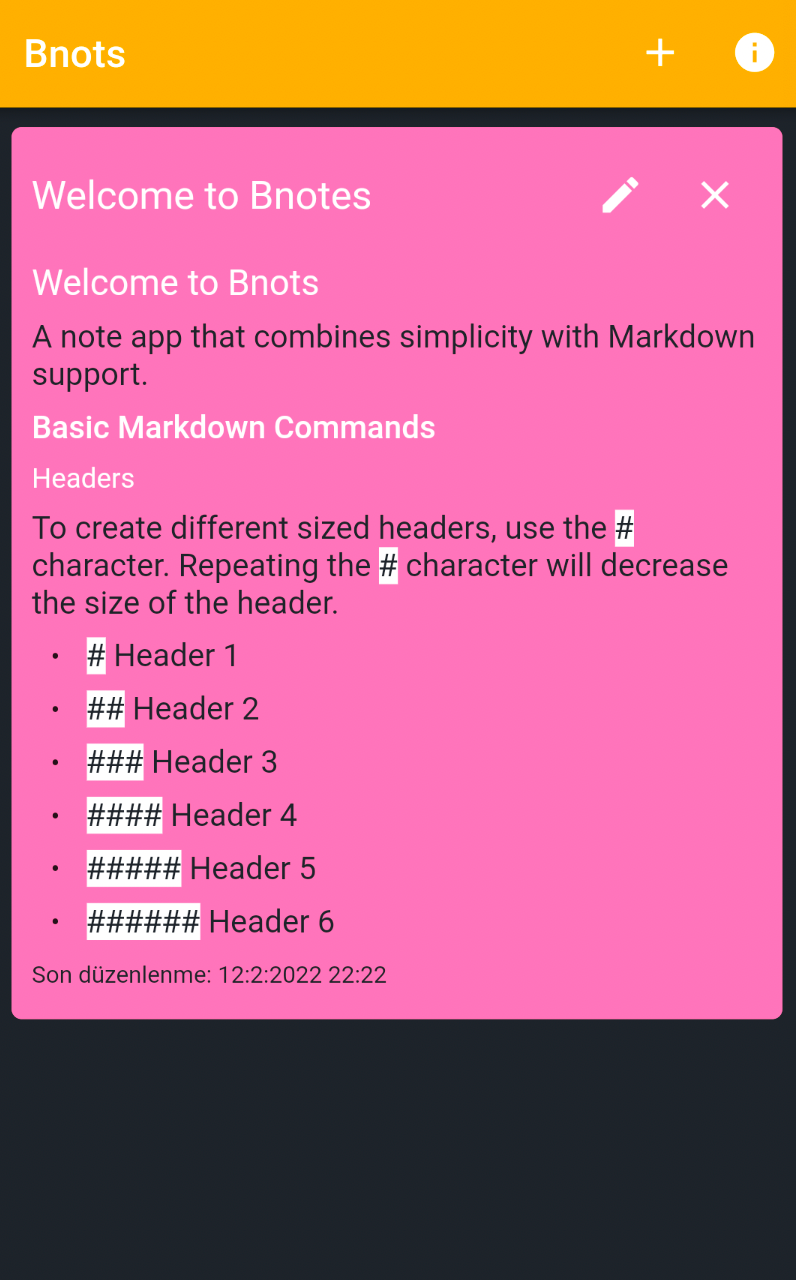 Bnots
Welcome to Bnotes
Welcome to Bnots
A note app that combines simplicity with Markdown
support.
Basic Markdown Commands
Headers
To create different sized headers, use the #
character. Repeating the # character will decrease
the size of the header.
• # Header 1
• ## Header 2
• ### Header 3
• #### Header 4
• ##### Header 5
• ###### Header 6
Son düzenlenme: 12:2:2022 22:22